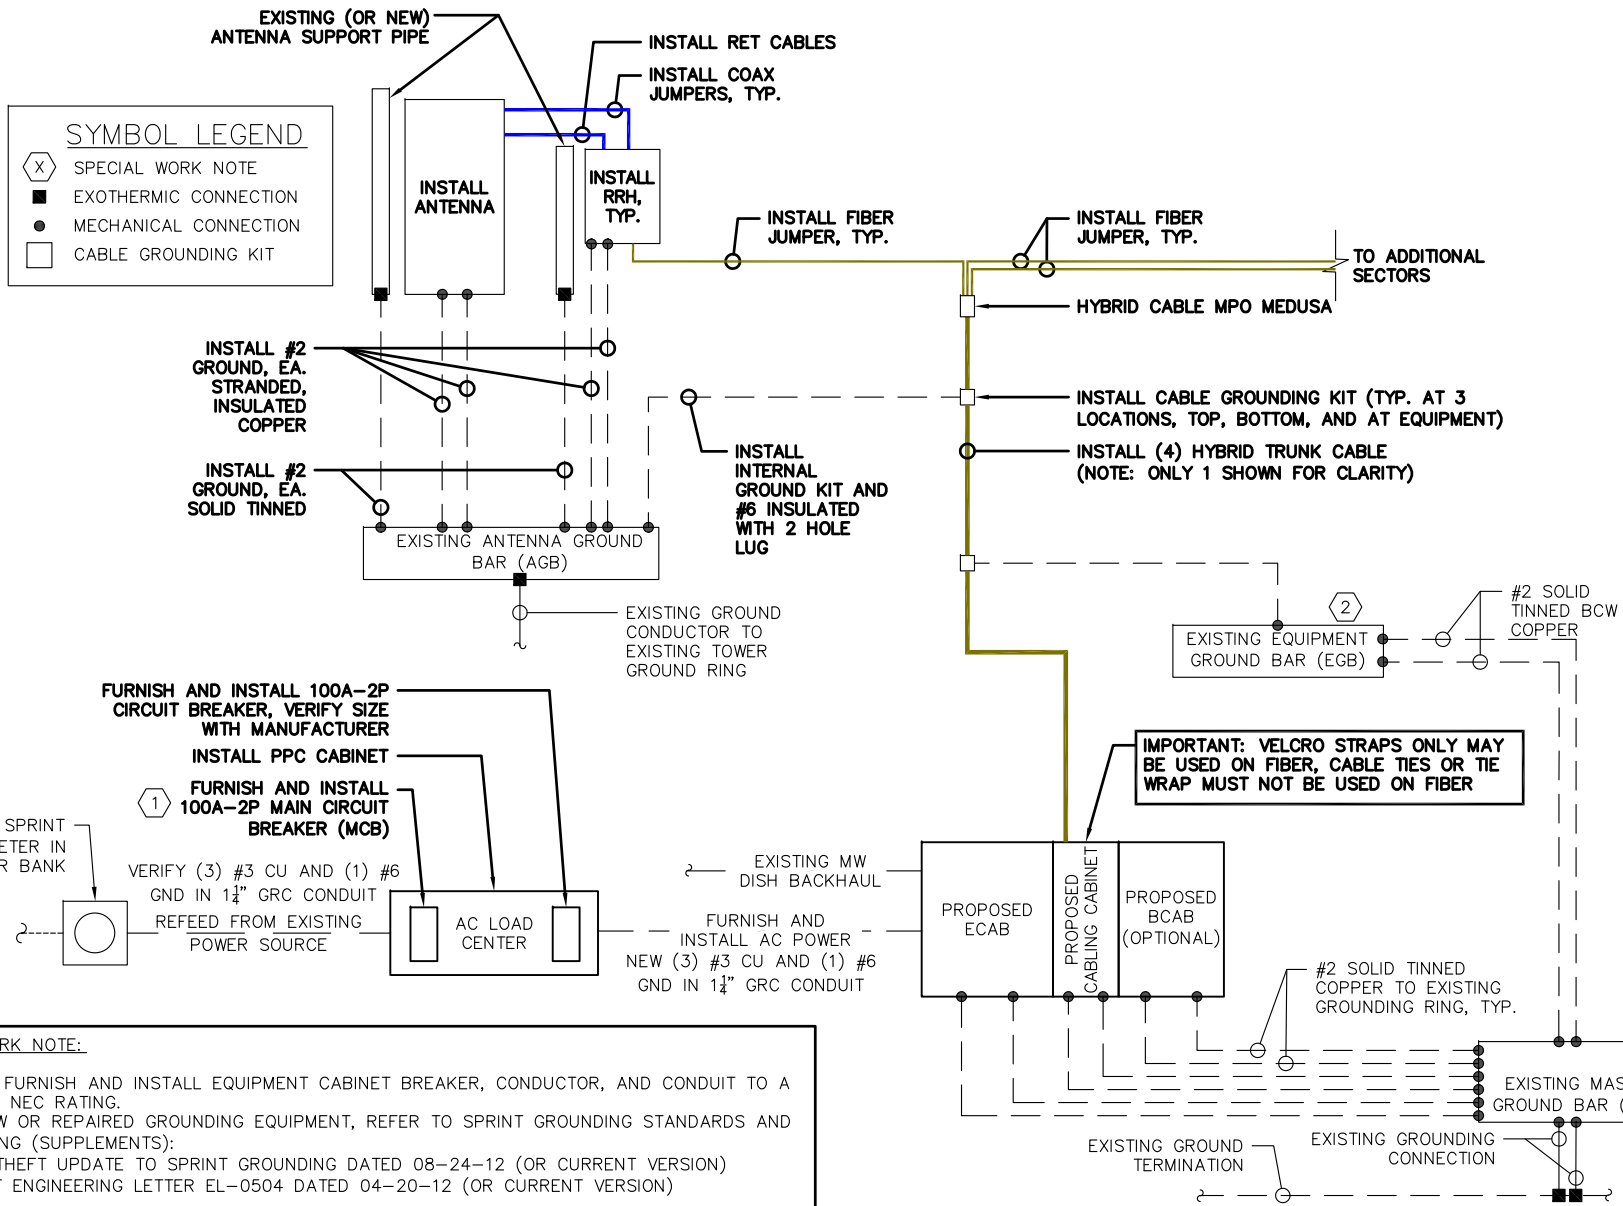 EXISTING (OR NEW)
ANTENNA SUPPORT PIPE
INSTALL RET CABLES
INSTALL COAX
JUMPERS, TYP.
SYMBOL LEGEND
X SPECIAL WORK NOTE
EXOTHERMIC CONNECTION
MECHANICAL CONNECTION
CABLE GROUNDING KIT
INSTALL
ANTENNA
INSTALL
RRH,
TYP.
INSTALL FIBER
JUMPER, TYP.
INSTALL FIBER
JUMPER, TYP.
TO ADDITIONAL
SECTORS
HYBRID CABLE MPO MEDUSA
INSTALL #2
GROUND, EA.
STRANDED,
INSULATED
COPPER
INSTALL CABLE GROUNDING KIT (TYP. AT 3
LOCATIONS, TOP, BOTTOM, AND AT EQUIPMENT)
INSTALL (4) HYBRID TRUNK CABLE
(NOTE: ONLY 1 SHOWN FOR CLARITY)
INSTALL
INTERNAL
GROUND KIT AND
#6 INSULATED
WITH 2 HOLE
LUG
INSTALL #2
GROUND, EA.
SOLID TINNED
EXISTING ANTENNA GROUND
BAR (AGB)
EXISTING GROUND
CONDUCTOR TO
EXISTING TOWER
GROUND RING
2
#2 SOLID
TINNED BCW
COPPER
EXISTING EQUIPMENT
GROUND BAR (EGB)
FURNISH AND INSTALL 100A-2P
CIRCUIT BREAKER, VERIFY SIZE
WITH MANUFACTURER
INSTALL PPC CABINET
1
FURNISH AND INSTALL
100A-2P MAIN CIRCUIT
BREAKER (MCB)
IMPORTANT: VELCRO STRAPS ONLY MAY
BE USED ON FIBER, CABLE TIES OR TIE
WRAP MUST NOT BE USED ON FIBER
SPRINT
ETER IN
R BANK
VERIFY (3) #3 CU AND (1) #6
GND IN 1¼" GRC CONDUIT
REFEED FROM EXISTING
POWER SOURCE
AC LOAD
CENTER
EXISTING MW
DISH BACKHAUL
FURNISH AND
INSTALL AC POWER
NEW (3) #3 CU AND (1) #6
GND IN 1¼" GRC CONDUIT
PROPOSED
ECAB
PROPOSED
CABLING CABINET
PROPOSED
BCAB
(OPTIONAL)
#2 SOLID TINNED
COPPER TO EXISTING
GROUNDING RING, TYP.
EXISTING MAS
GROUND BAR (
EXISTING GROUND
TERMINATION
EXISTING GROUNDING
CONNECTION
RK NOTE:
FURNISH AND INSTALL EQUIPMENT CABINET BREAKER, CONDUCTOR, AND CONDUIT TO A
NEC RATING.
W OR REPAIRED GROUNDING EQUIPMENT, REFER TO SPRINT GROUNDING STANDARDS AND
NG (SUPPLEMENTS):
THEFT UPDATE TO SPRINT GROUNDING DATED 08-24-12 (OR CURRENT VERSION)
T ENGINEERING LETTER EL-0504 DATED 04-20-12 (OR CURRENT VERSION)